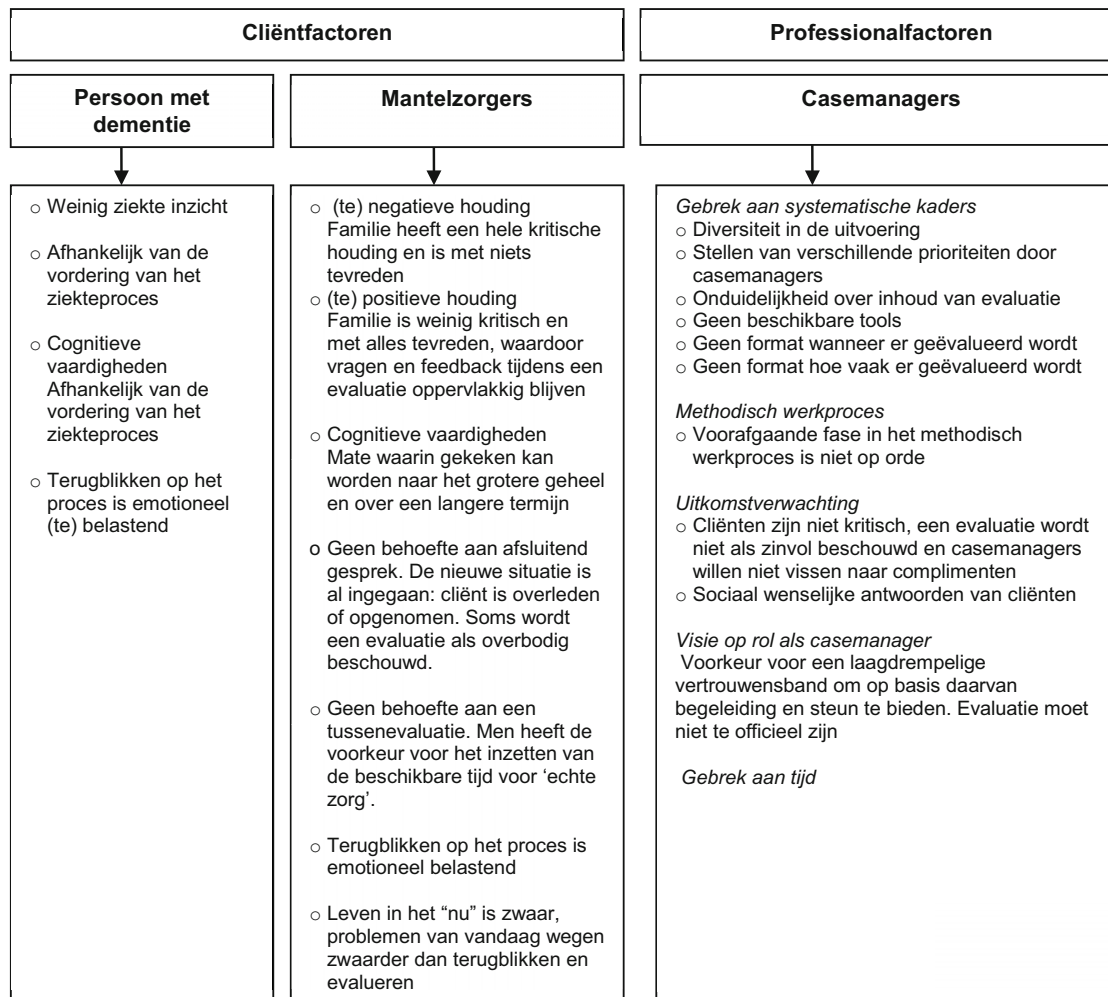 Cliëntfactoren
Professionalfactoren
Persoon met
dementie
Mantelzorgers
Casemanagers
o Weinig ziekte inzicht
o Afhankelijk van de
vordering van het
ziekteproces
o Cognitieve
vaardigheden
Afhankelijk van de
vordering van het
ziekteproces
o Terugblikken op het
proces is emotioneel
(te) belastend
o (te) negatieve houding
Familie heeft een hele kritische
houding en is met niets
tevreden
o (te) positieve houding
Familie is weinig kritisch en
met alles tevreden, waardoor
vragen en feedback tijdens een
evaluatie oppervlakkig blijven
o Cognitieve vaardigheden
Mate waarin gekeken kan
worden naar het grotere geheel
en over een langere termijn
o Geen behoefte aan afsluitend
gesprek. De nieuwe situatie is
al ingegaan: cliënt is overleden
of opgenomen. Soms wordt
een evaluatie als overbodig
beschouwd.
o Geen behoefte aan een
tussenevaluatie. Men heeft de
voorkeur voor het inzetten van
de beschikbare tijd voor ‘echte
zorg’.
o Terugblikken op het proces is
emotioneel belastend
o Leven in het “nu” is zwaar,
problemen van vandaag wegen
zwaarder dan terugblikken en
evalueren
Gebrek aan systematische kaders
o Diversiteit in de uitvoering
o Stellen van verschillende prioriteiten door
casemanagers
o Onduidelijkheid over inhoud van evaluatie
o Geen beschikbare tools
o Geen format wanneer er geëvalueerd wordt
o Geen format hoe vaak er geëvalueerd wordt
Methodisch werkproces
o Voorafgaande fase in het methodisch
werkproces is niet op orde
Uitkomstverwachting
o Cliënten zijn niet kritisch, een evaluatie wordt
niet als zinvol beschouwd en casemanagers
willen niet vissen naar complimenten
o Sociaal wenselijke antwoorden van cliënten
Visie op rol als casemanager
Voorkeur voor een laagdrempelige
vertrouwensband om op basis daarvan
begeleiding en steun te bieden. Evaluatie moet
niet te officieel zijn
Gebrek aan tijd